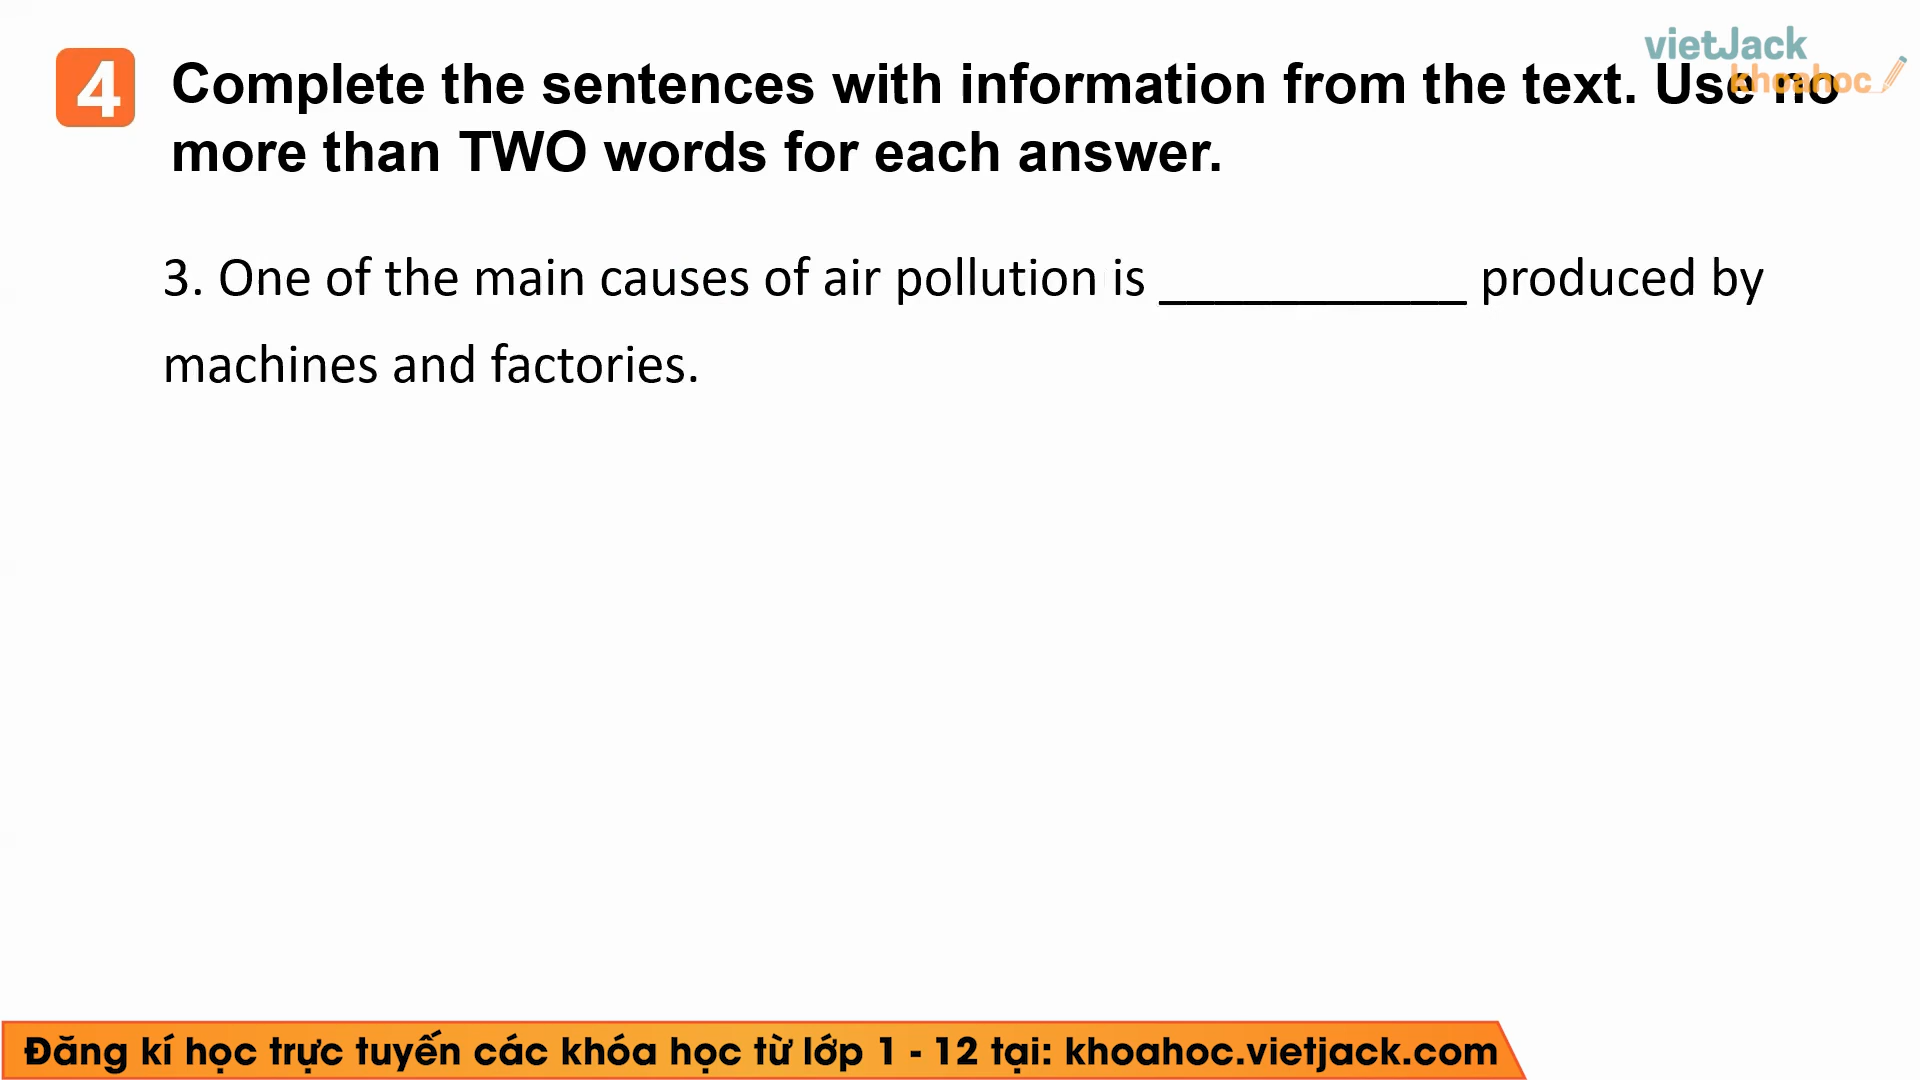 vietJack
khoahoc
4
Complete the sentences with information from the text. Use no
more than TWO words for each answer.
3. One of the main causes of air pollution is ___________ produced by
machines and factories.
Đăng kí học trực tuyến các khóa học từ lớp 1 - 12 tại: khoahoc.vietjack.com